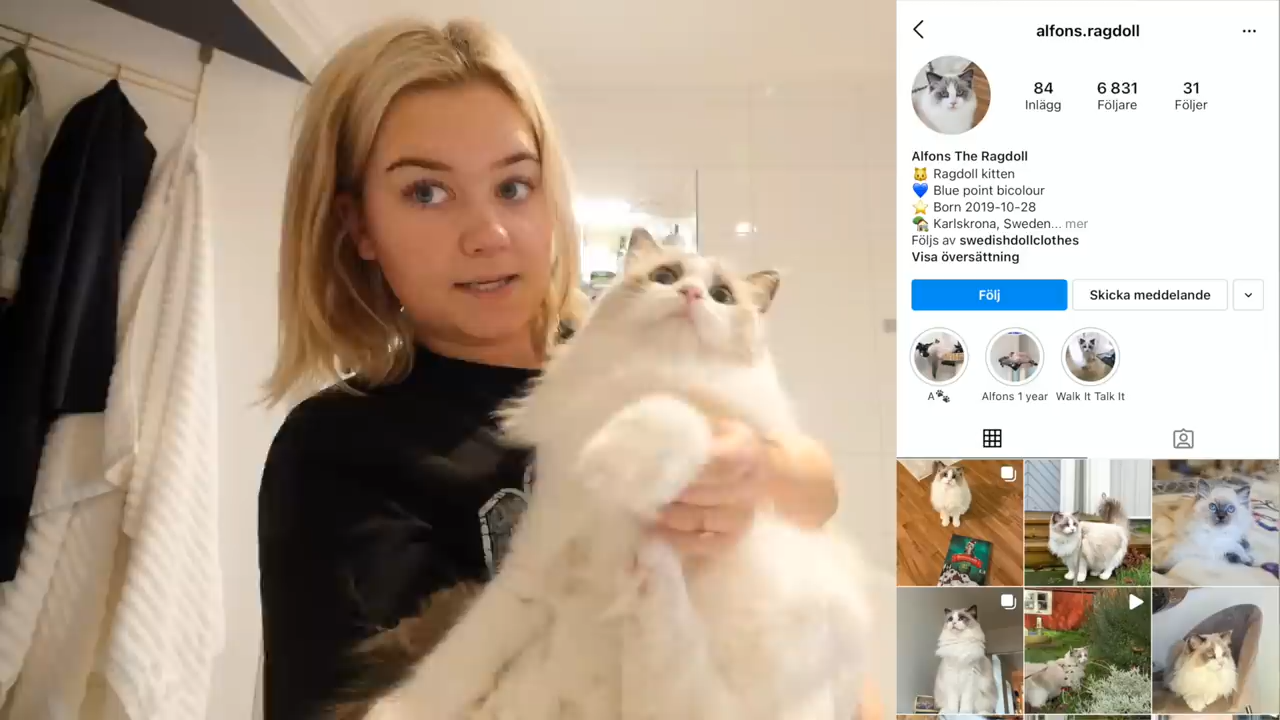 alfons.ragdoll
84
6 831
31
Inlägg
Följare
Följer
Alfons The Ragdoll
Ragdoll kitten
Blue point bicolour
Born 2019-10-28
Karlskrona, Sweden... mer
Följs av swedishdollclothes
Visa översättning
Följ
Skicka meddelande
A
Alfons 1 year
Walk It Talk It